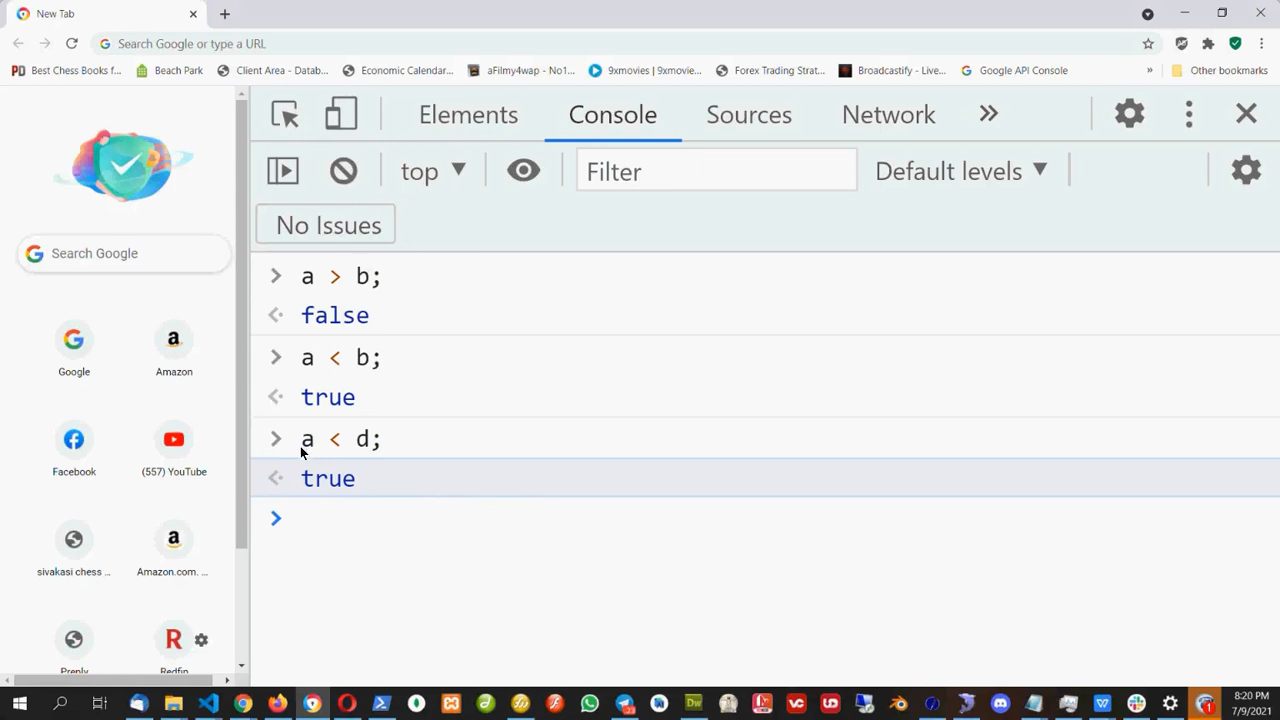 New Tab
Search Google or type a URL
Best Chess Books f...
Beach Park
Client Area - Datab...
Economic Calendar...
aFilmy4wap - No1...
9xmovies | 9xmovie...
Forex Trading Strat...
Broadcastify - Live...
Google API Console
»
Other bookmarks
Elements
Console
Sources
Network
top
Filter
Default levels
No Issues
> a > b;
false
> a < b;
true
> a < d;
true
>
Search Google
Google
Amazon
Facebook
(557) YouTube
sivakasi chess ...
Amazon.com. ...
Preply
Redfin
8:20 PM
7/9/2021